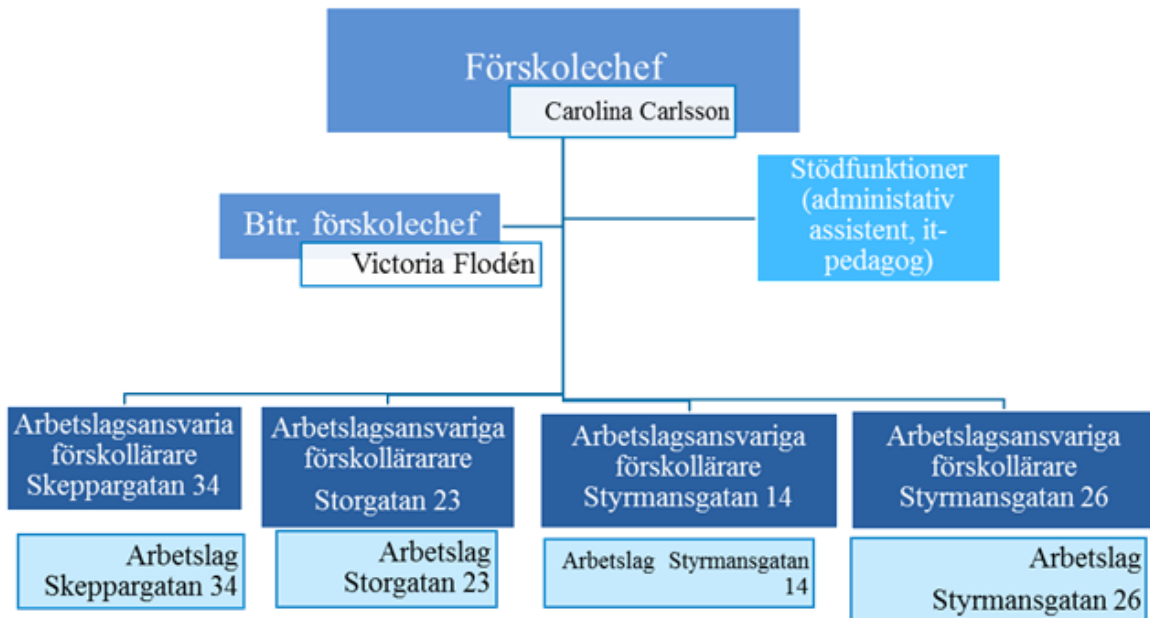 Förskolechef
Carolina Carlsson
Stödfunktioner
(administativ
assistent, it-
pedagog)
Bitr. förskolechef
Victoria Flodén
Arbetslagsansvaria
förskollärare
Skeppargatan 34
Arbetslagsansvariga
förskollärarare
Storgatan 23
Arbetslagsansvariga
förskollärare
Styrmansgatan 14
Arbetslagsansvariga
förskollärare
Styrmansgatan 26
Arbetslag
Skeppargatan 34
Arbetslag
Storgatan 23
Arbetslag Styrmansgatan
14
Arbetslag
Styrmansgatan 26